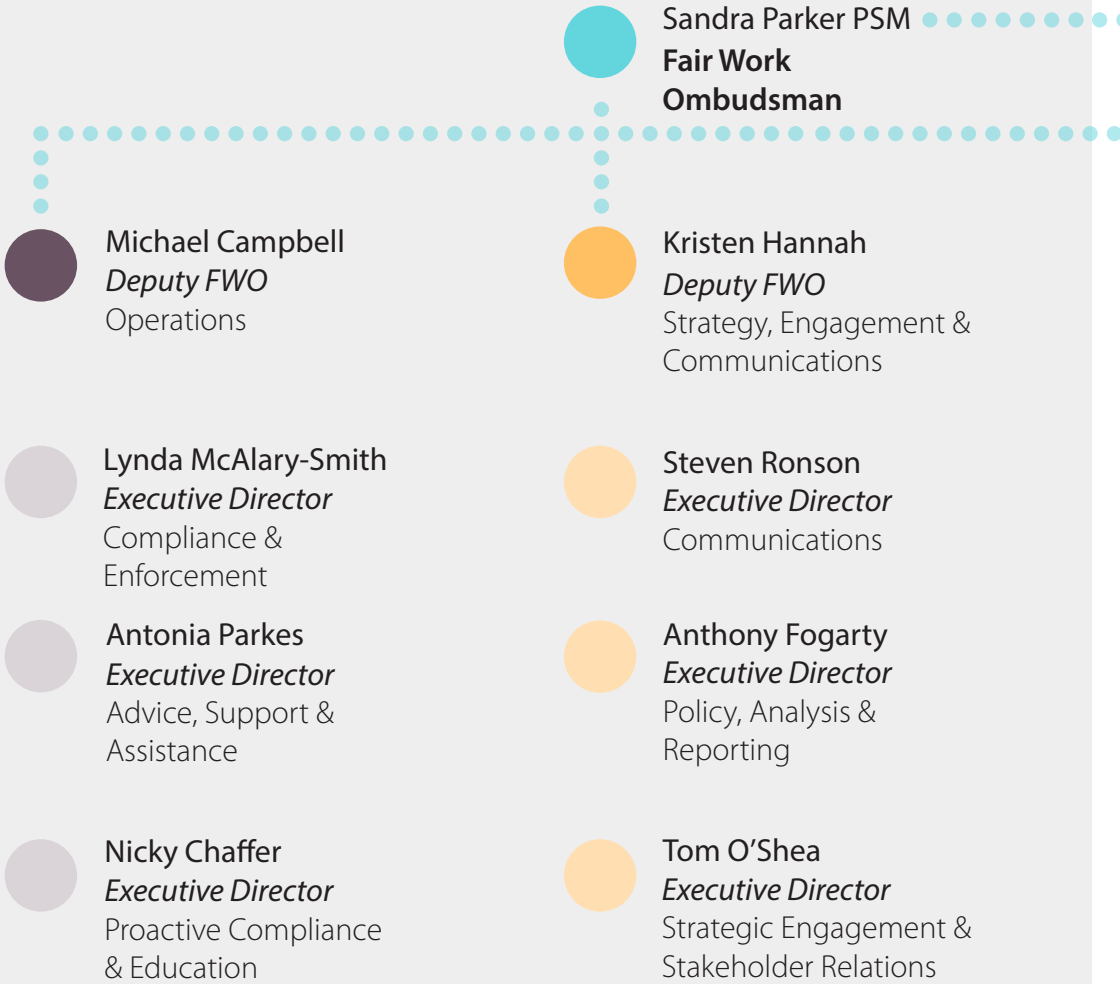 Sandra Parker PSM
Fair Work
Ombudsman
Michael Campbell
Deputy FWO
Operations
Kristen Hannah
Deputy FWO
Strategy, Engagement &
Communications
Lynda McAlary-Smith
Executive Director
Compliance &
Enforcement
Steven Ronson
Executive Director
Communications
Antonia Parkes
Executive Director
Advice, Support &
Assistance
Anthony Fogarty
Executive Director
Policy, Analysis &
Reporting
Nicky Chaffer
Executive Director
Proactive Compliance
& Education
Tom O’Shea
Executive Director
Strategic Engagement &
Stakeholder Relations